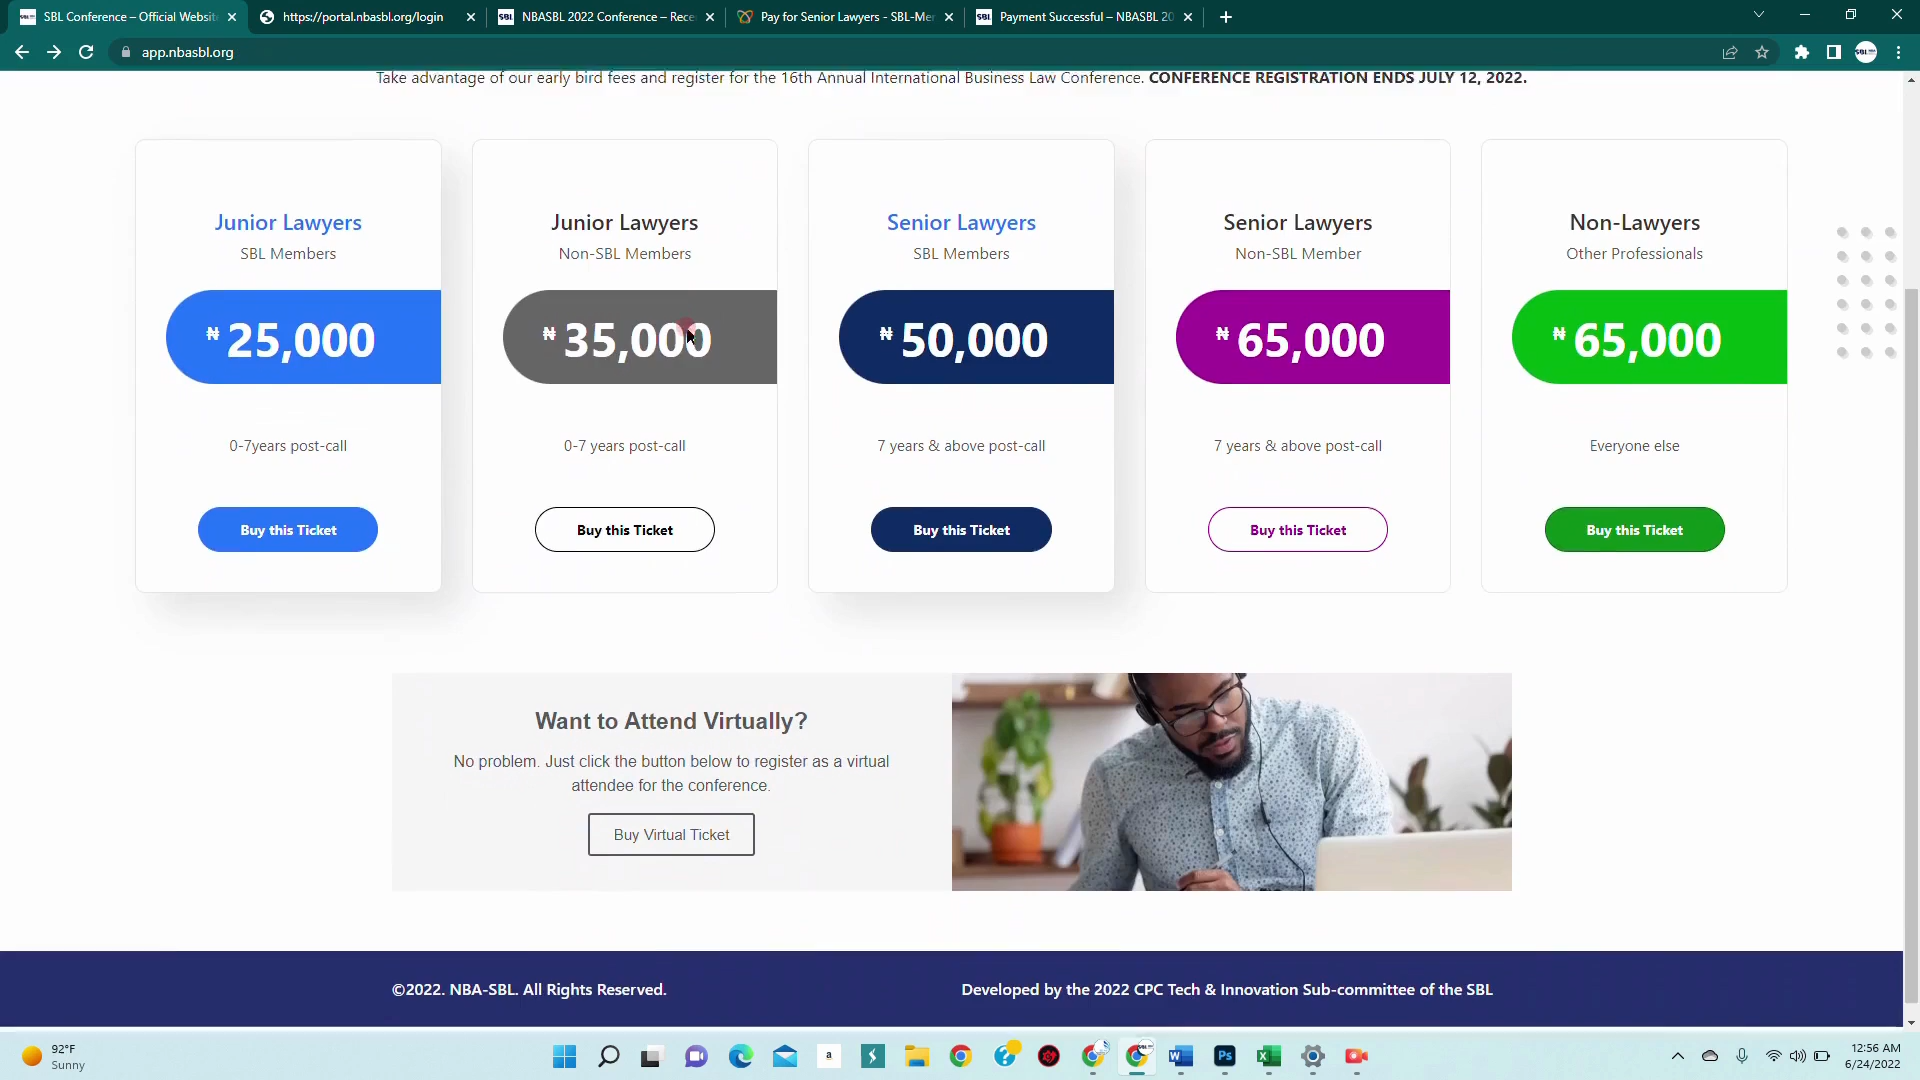 SBL Conference – Official Websit
https://portal.nbasbl.org/login
NBASBL 2022 Conference – Rece
Pay for Senior Lawyers - SBL-Mer
Payment Successful – NBASBL 20
app.nbasbl.org
Take advantage of our early bird fees and register for the 16th Annual International Business Law Conference. CONFERENCE REGISTRATION ENDS JULY 12, 2022.
Junior Lawyers
SBL Members
₦ 25,000
0-7years post-call
Buy this Ticket
Junior Lawyers
Non-SBL Members
₦ 35,000
0-7 years post-call
Buy this Ticket
Senior Lawyers
SBL Members
₦ 50,000
7 years & above post-call
Buy this Ticket
Senior Lawyers
Non-SBL Member
₦ 65,000
7 years & above post-call
Buy this Ticket
Non-Lawyers
Other Professionals
₦ 65,000
Everyone else
Buy this Ticket
Want to Attend Virtually?
No problem. Just click the button below to register as a virtual
attendee for the conference.
Buy Virtual Ticket
©2022. NBA-SBL. All Rights Reserved.
Developed by the 2022 CPC Tech & Innovation Sub-committee of the SBL
92°F
Sunny
12:56 AM
6/24/2022